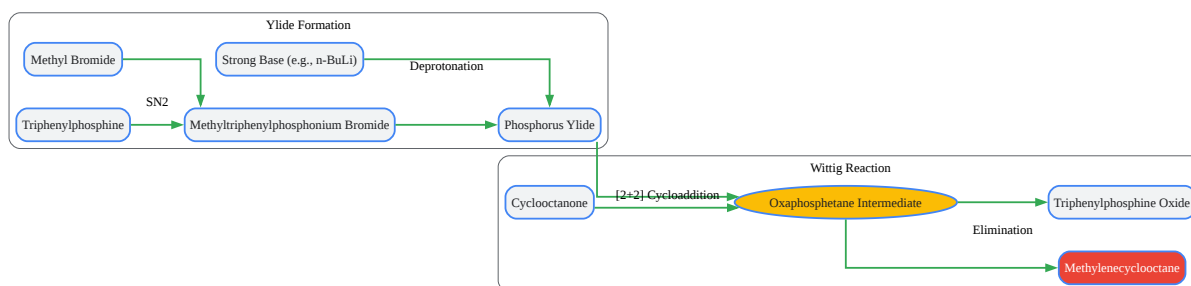 Ylide Formation
Methyl Bromide
Strong Base (e.g., n-BuLi)
Deprotonation
SN2
Triphenylphosphine
Methyltriphenylphosphonium Bromide
Phosphorus Ylide
Wittig Reaction
[2+2] Cycloaddition
Cyclooctanone
Oxaphosphetane Intermediate
Triphenylphosphine Oxide
Elimination
Methylenecyclooctane